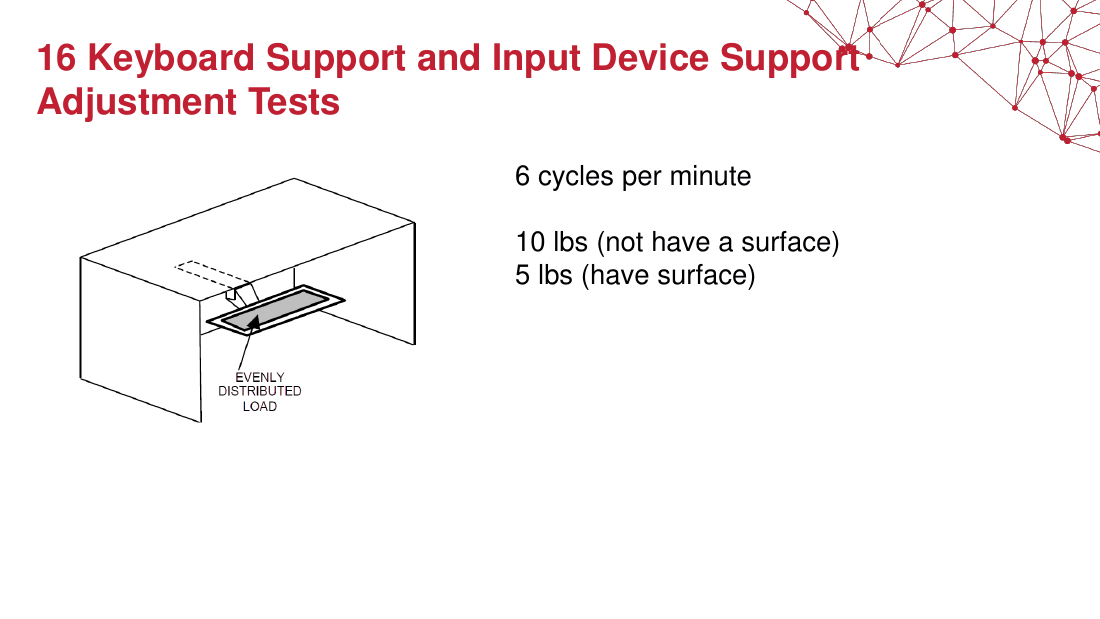 16 Keyboard Support and Input Device Support
Adjustment Tests
6 cycles per minute
10 lbs (not have a surface)
5 lbs (have surface)
EVENLY
DISTRIBUTED
LOAD